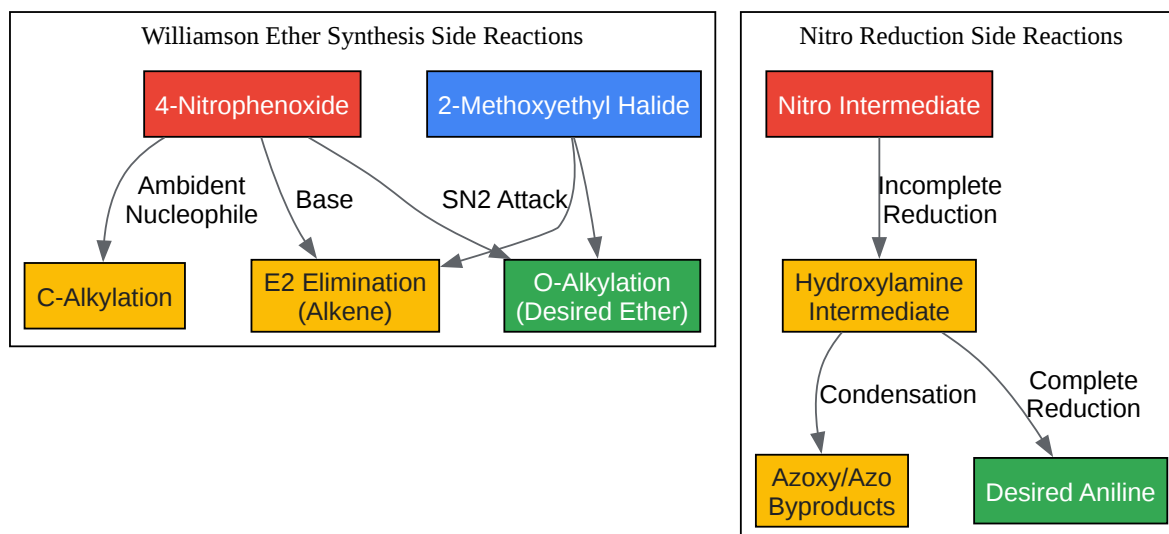 Williamson Ether Synthesis Side Reactions
4-Nitrophenoxide
2-Methoxyethyl Halide
Ambident
Nucleophile
Base
SN2 Attack
C-Alkylation
E2 Elimination
(Alkene)
O-Alkylation
(Desired Ether)
Nitro Reduction Side Reactions
Nitro Intermediate
Incomplete
Reduction
Hydroxylamine
Intermediate
Condensation
Complete
Reduction
Azoxy/Azo
Byproducts
Desired Aniline